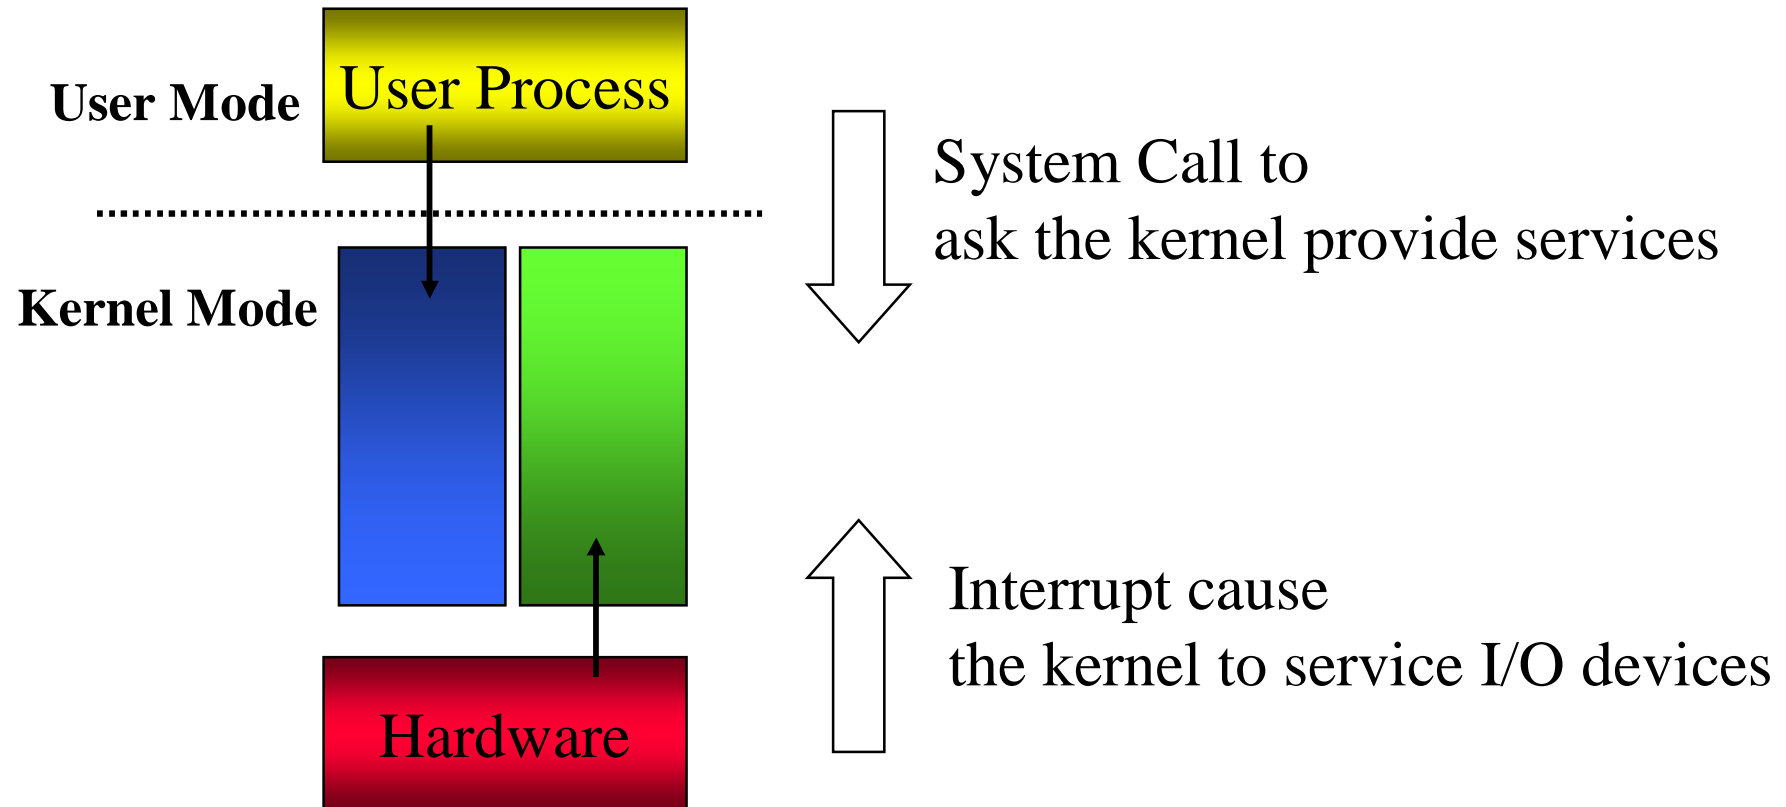 User Mode
User Process
System Call to
ask the kernel provide services
Kernel Mode
Interrupt cause
the kernel to service I/O devices
Hardware